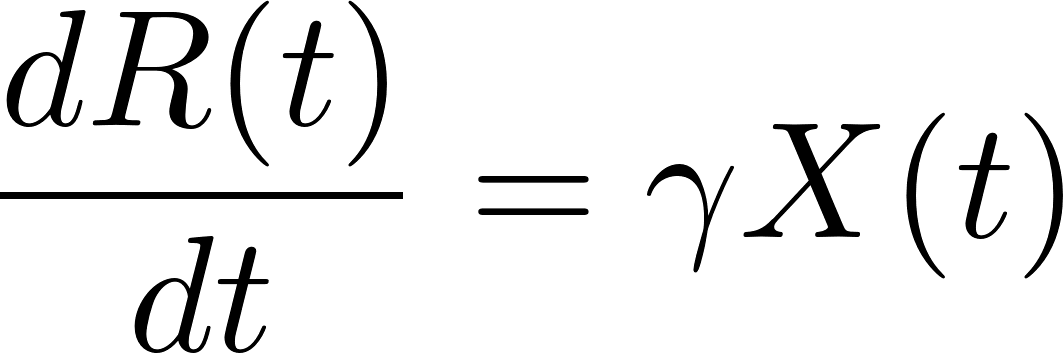 dR(t)/dt = γX(t)